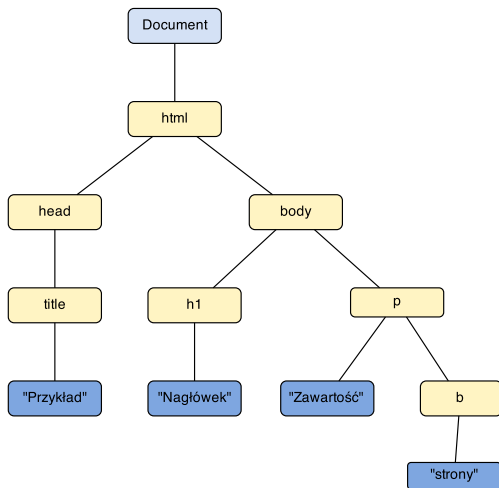 Document
html
head
body
title
h1
p
"Przykład"
"Nagłówek"
"Zawartość"
b
"strony"